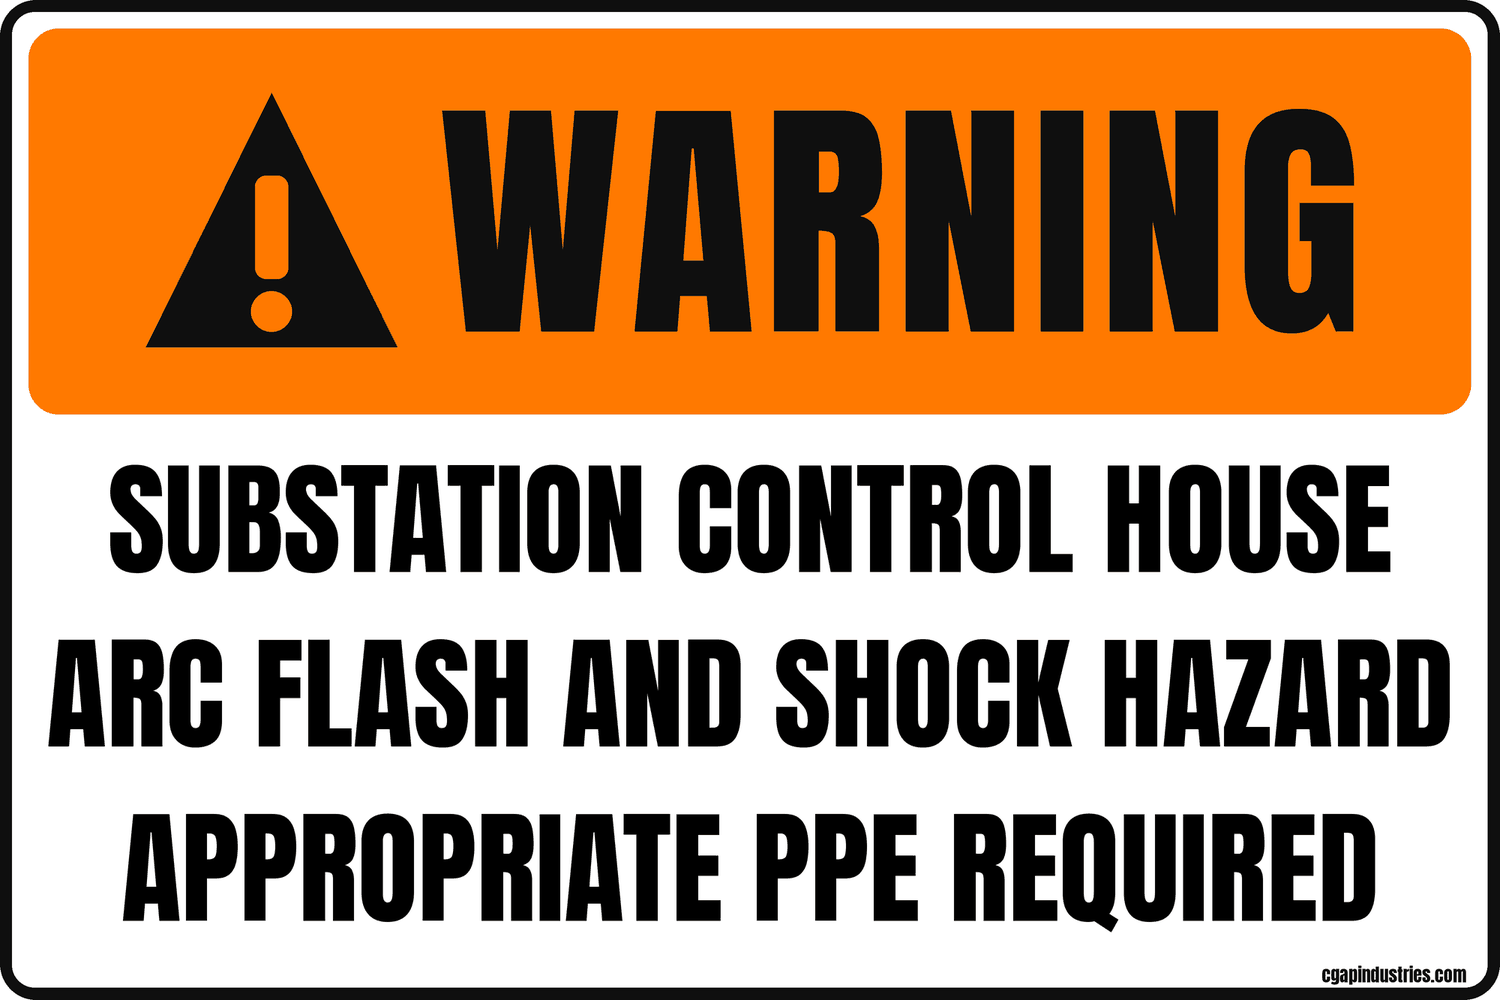 WARNING
SUBSTATION CONTROL HOUSE
ARC FLASH AND SHOCK HAZARD
APPROPRIATE PPE REQUIRED
cgapindustries.com